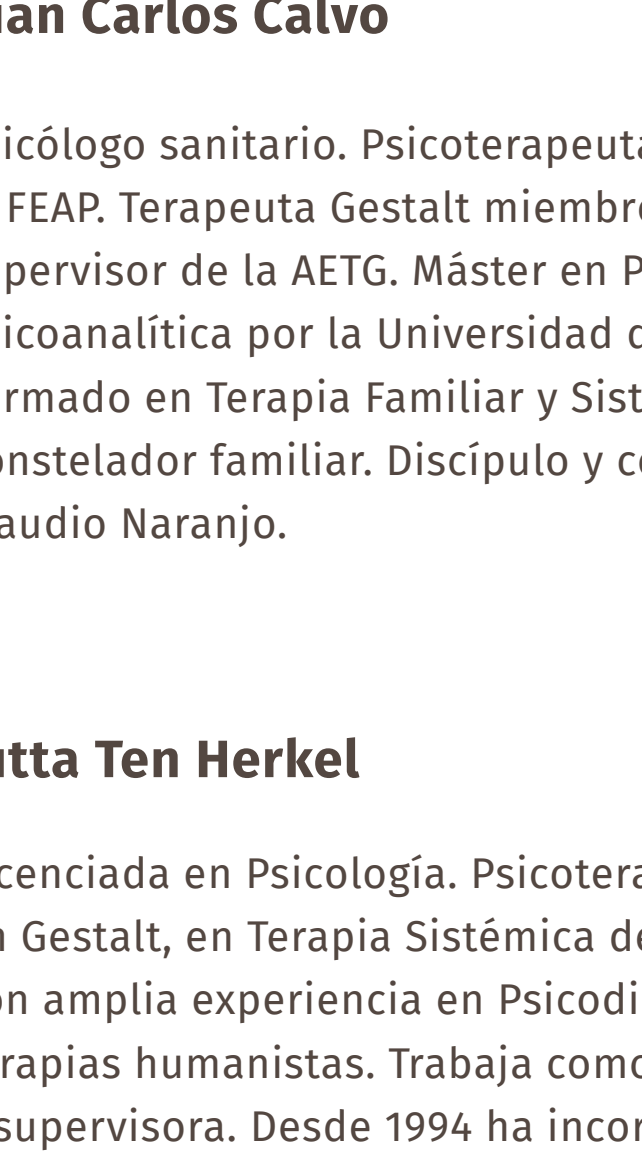 uan Carlos Calvo
icólogo sanitario. Psicoterapeuta
FEAP. Terapeuta Gestalt miembro
pervisor de la AETG. Máster en P
icoanalítica por la Universidad d
rmado en Terapia Familiar y Sist
onstelador familiar. Discípulo y co
audio Naranjo.
utta Ten Herkel
cenciada en Psicología. Psicotera
n Gestalt, en Terapia Sistémica de
on amplia experiencia en Psicodi
rapias humanistas. Trabaja como
supervisora. Desde 1994 ha incor